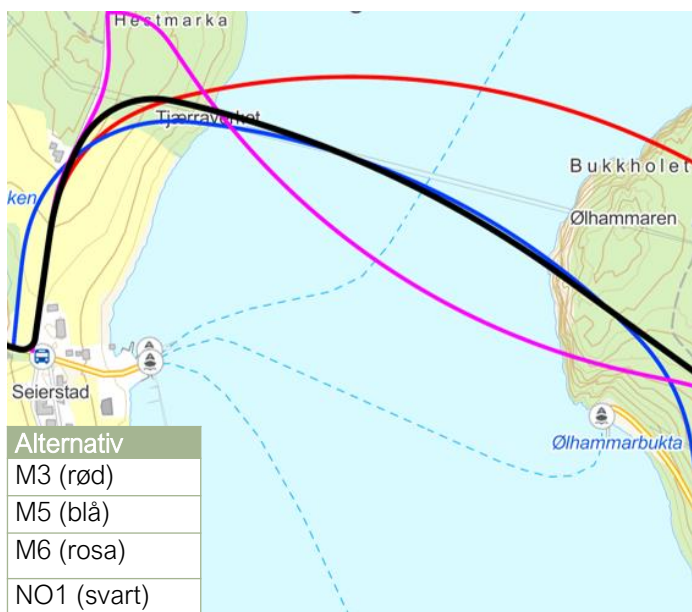 Hestmarka
Tjærraverket
Bukkholet
ken
Ølhammaren
Seierstad
Ølhammarbukta
Alternativ
M3 (rød)
M5 (blå)
M6 (rosa)
NO1 (svart)